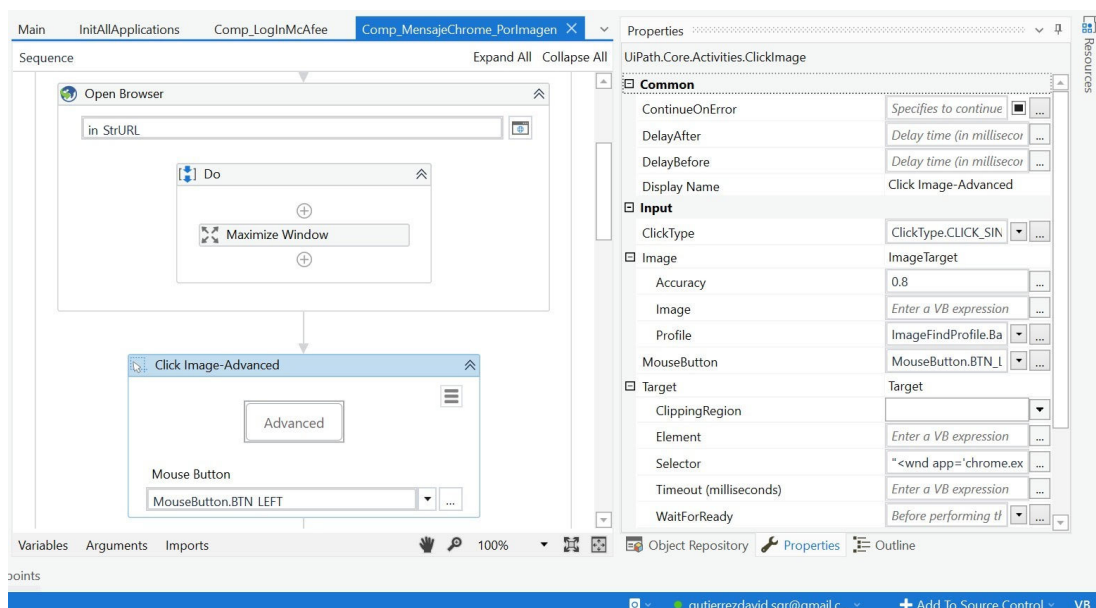 Main InitAllApplications Comp_LogInMcAfee Comp_MensajeChrome_PorImagen
Sequence Expand All Collapse All
Open Browser
in StrURL
Do
Maximize Window
Click Image-Advanced
Advanced
Mouse Button
MouseButton.BTN LEFT
Variables Arguments Imports 100%
points
Properties
UiPath.Core.Activities.ClickImage
Common
ContinueOnError Specifies to continue
DelayAfter Delay time (in millisecor
DelayBefore Delay time (in millisecor
Display Name Click Image-Advanced
Input
ClickType ClickType.CLICK_SIN
Image ImageTarget
Accuracy 0.8
Image Enter a VB expression
Profile ImageFindProfile.Ba
MouseButton MouseButton.BTN_L
Target Target
ClippingRegion
Element Enter a VB expression
Selector "<wnd app='chrome.ex
Timeout (milliseconds) Enter a VB expression
WaitForReady Before performing th
Object Repository Properties Outline
Resources
gutierrezdavid.sgr@gmail.c Add To Source Control VB